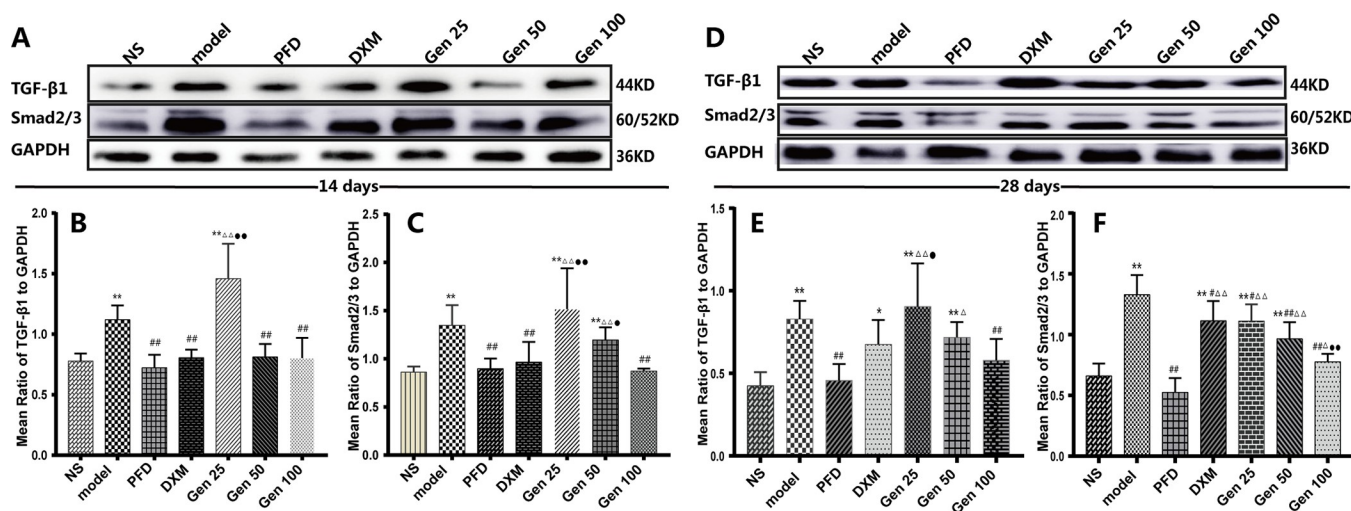 A
NS model PFD DXM Gen 25 Gen 50 Gen 100
TGF-β1 44KD
Smad2/3 60/52KD
GAPDH 36KD
14 days
D
NS model PFD DXM Gen 25 Gen 50 Gen 100
TGF-β1 44KD
Smad2/3 60/52KD
GAPDH 36KD
28 days
B
Mean Ratio of TGF-β1 to GAPDH
2.0
1.5
1.0
0.5
0.0
** ## ## **△△●● ## ##
NS model PFD DXM Gen 25 Gen 50 Gen 100
C
Mean Ratio of Smad2/3 to GAPDH
2.5
2.0
1.5
1.0
0.5
0.0
** ## ## **△△●● **△△● ##
NS model PFD DXM Gen 25 Gen 50 Gen 100
E
Mean Ratio of TGF-β1 to GAPDH
1.5
1.0
0.5
0.0
** ## * **△△● **△ ##
NS model PFD DXM Gen 25 Gen 50 Gen 100
F
Mean Ratio of Smad2/3 to GAPDH
2.0
1.5
1.0
0.5
0.0
** ## **#△△ **#△△ **##△△ ##△●●
NS model PFD DXM Gen 25 Gen 50 Gen 100